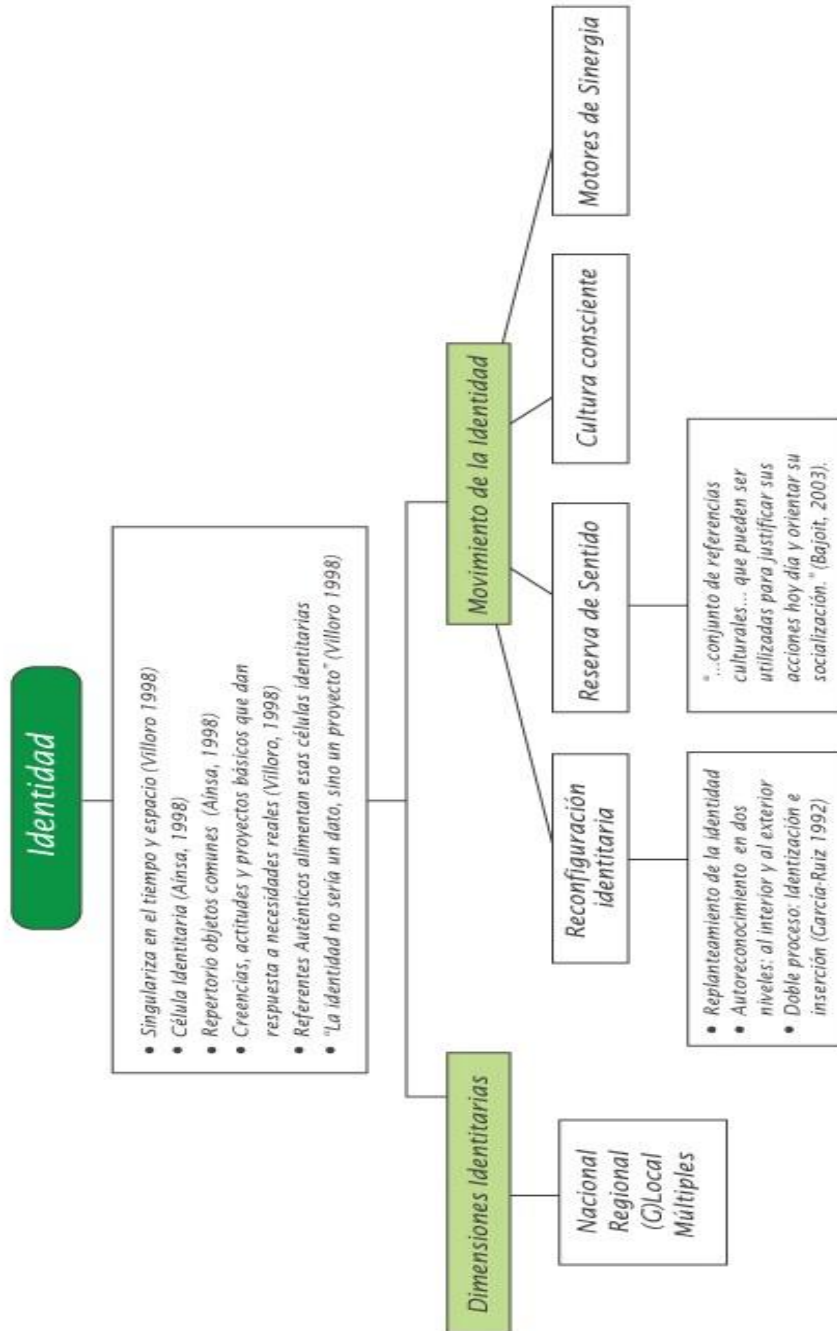 Identidad
• Singulariza en el tiempo y espacio (Villoro 1998)
• Célula Identitaria (Aínsa, 1998)
• Repertorio objetos comunes (Aínsa, 1998)
• Creencias, actitudes y proyectos básicos que dan
respuesta a necesidades reales (Villoro, 1998)
• Referentes Auténticos alimentan esas células identitarias
• "La identidad no sería un dato, sino un proyecto" (Villoro 1998)
Dimensiones Identitarias
Nacional
Regional
(G)Local
Múltiples
Movimiento de la Identidad
Reconfiguración
identitaria
• Replanteamiento de la identidad
• Autoreconocimiento en dos
niveles: al interior y al exterior
• Doble proceso: Identización e
inserción (García-Ruiz 1992)
Reserva de Sentido
"...conjunto de referencias
culturales... que pueden ser
utilizadas para justificar sus
acciones hoy día y orientar su
socialización." (Bajoit, 2003).
Cultura consciente
Motores de Sinergia